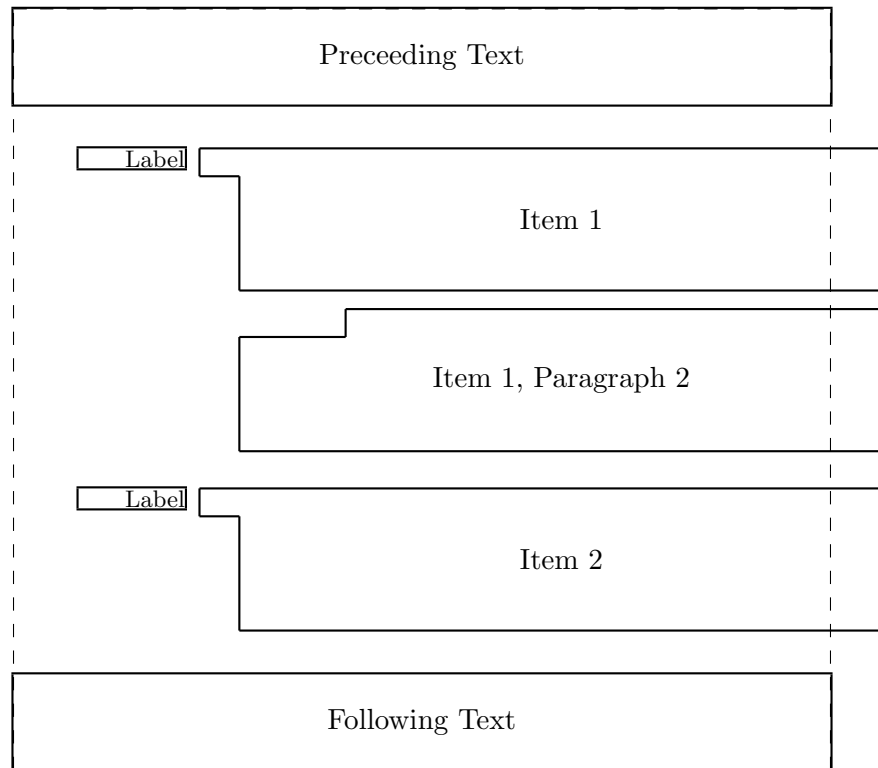 Preceeding Text
Label
Item 1
Item 1, Paragraph 2
Label
Item 2
Following Text